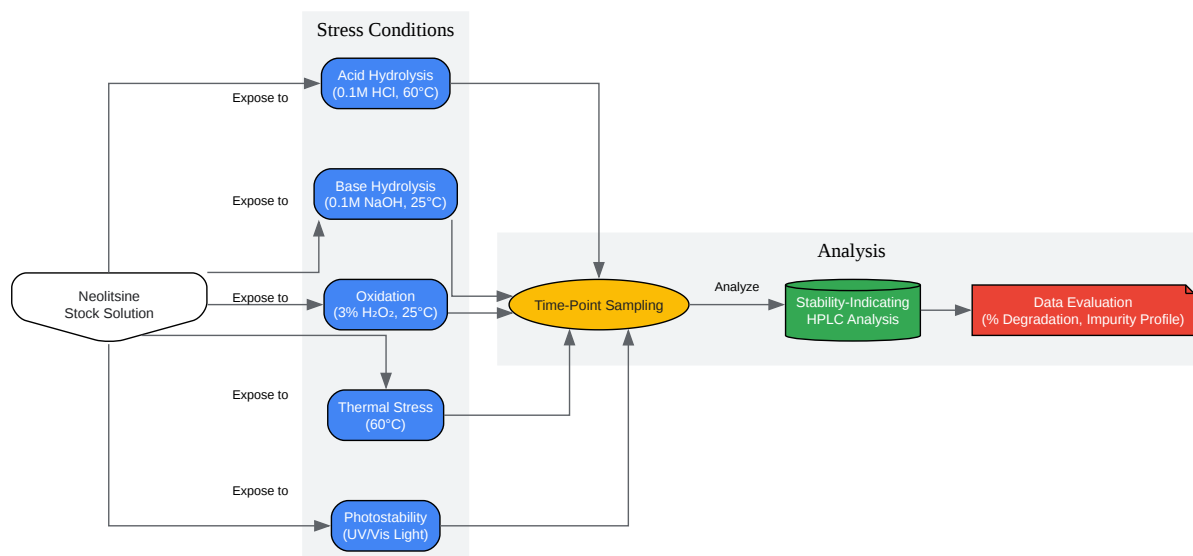 Stress Conditions
Acid Hydrolysis
(0.1M HCl, 60°C)
Expose to
Base Hydrolysis
(0.1M NaOH, 25°C)
Expose to
Analysis
Neolitsine
Stock Solution
Expose to
Oxidation
(3% H₂O₂, 25°C)
Time-Point Sampling
Analyze
Stability-Indicating
HPLC Analysis
Data Evaluation
(% Degradation, Impurity Profile)
Expose to
Thermal Stress
(60°C)
Expose to
Photostability
(UV/Vis Light)